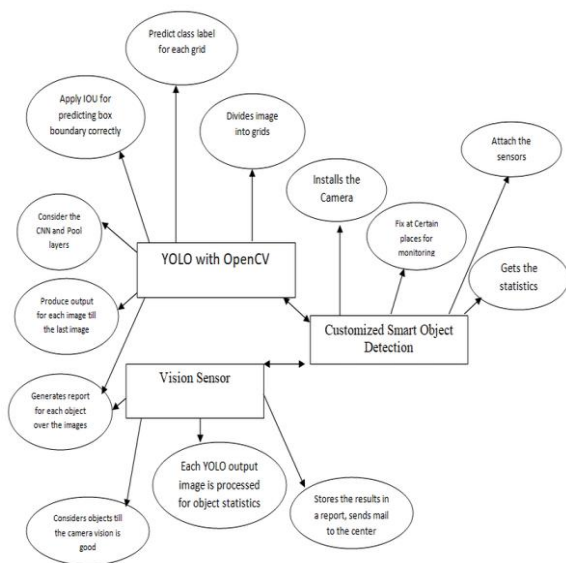 Predict class label
for each grid
Apply IOU for
predicting box
boundary correctly
Divides image
into grids
Attach the
sensors
Installs the
Camera
Consider the
CNN and Pool
layers
Fix at Certain
places for
monitoring
YOLO with OpenCV
Gets the
statistics
Produce output
for each image till
the last image
Customized Smart Object
Detection
Vision Sensor
Generates report
for each object
over the images
Each YOLO output
image is processed
for object statistics
Stores the results in
a report, sends mail
to the center
Considers objects till
the camera vision is
good